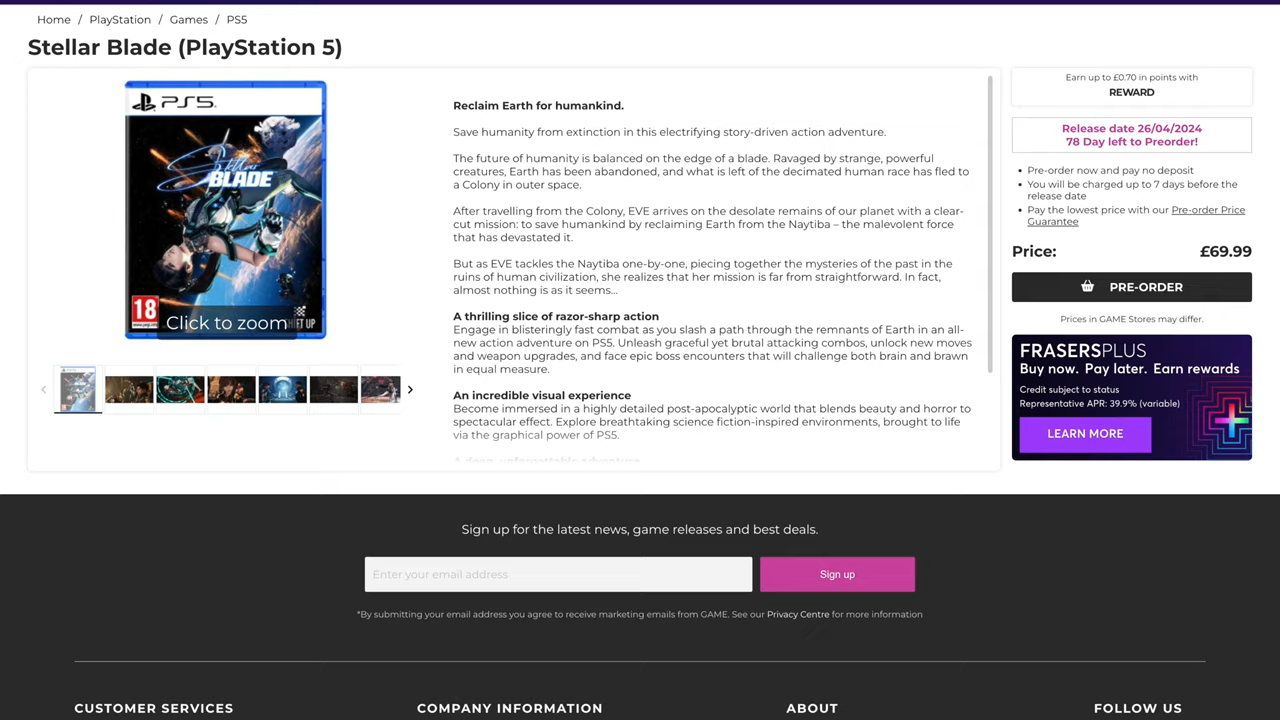 Home / PlayStation / Games / PS5
Stellar Blade (PlayStation 5)
PS5
Stellar
BLADE
18
SHIFT UP
Click to zoom
Reclaim Earth for humankind.
Save humanity from extinction in this electrifying story-driven action adventure.
The future of humanity is balanced on the edge of a blade. Ravaged by strange, powerful
creatures, Earth has been abandoned, and what is left of the decimated human race has fled to
a Colony in outer space.
After travelling from the Colony, EVE arrives on the desolate remains of our planet with a clear-
cut mission: to save humankind by reclaiming Earth from the Naytiba – the malevolent force
that has devastated it.
But as EVE tackles the Naytiba one-by-one, piecing together the mysteries of the past in the
ruins of human civilization, she realizes that her mission is far from straightforward. In fact,
almost nothing is as it seems...
A thrilling slice of razor-sharp action
Engage in blisteringly fast combat as you slash a path through the remnants of Earth in an all-
new action adventure on PS5. Unleash graceful yet brutal attacking combos, unlock new moves
and weapon upgrades, and face epic boss encounters that will challenge both brain and brawn
in equal measure.
An incredible visual experience
Become immersed in a highly detailed post-apocalyptic world that blends beauty and horror to
spectacular effect. Explore breathtaking science fiction-inspired environments, brought to life
via the graphical power of PS5.
A deep, unforgettable adventure
Earn up to £0.70 in points with
REWARD
Release date 26/04/2024
78 Day left to Preorder!
Pre-order now and pay no deposit
You will be charged up to 7 days before the
release date
Pay the lowest price with our Pre-order Price
Guarantee
Price: £69.99
PRE-ORDER
Prices in GAME Stores may differ.
FRASERSPLUS
Buy now. Pay later. Earn rewards
Credit subject to status
Representative APR: 39.9% (variable)
LEARN MORE
Sign up for the latest news, game releases and best deals.
Enter your email address
Sign up
*By submitting your email address you agree to receive marketing emails from GAME. See our Privacy Centre for more information
CUSTOMER SERVICES
COMPANY INFORMATION
ABOUT
FOLLOW US